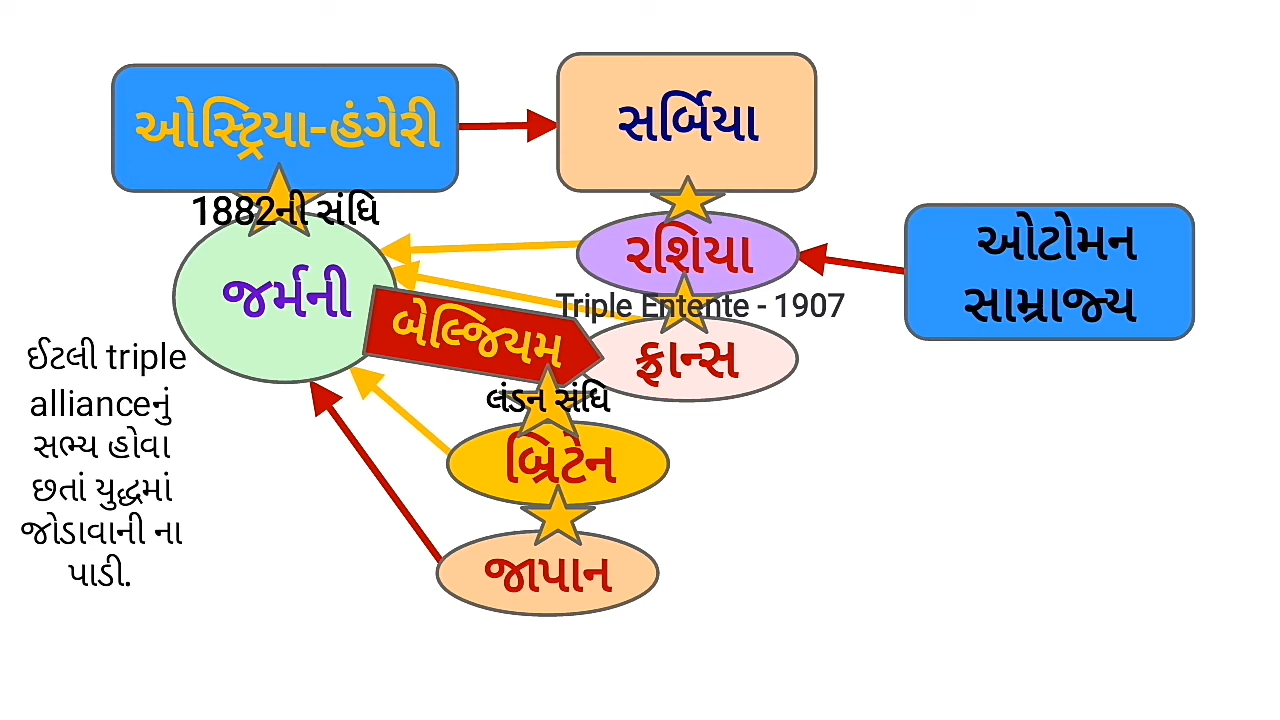 ઓસ્ટ્રિયા-હંગેરી
સર્બિયા
1882ની સંધિ
જર્મની
રશિયા
ઓટોમન
સામ્રાજ્ય
Triple Entente - 1907
બેલ્જિયમ
ફ્રાન્સ
લંડન સંધિ
બ્રિટેન
જાપાન
ઈટલી triple
allianceનું
સભ્ય હોવા
છતાં યુદ્ધમાં
જોડાવાની ના
પાડી.